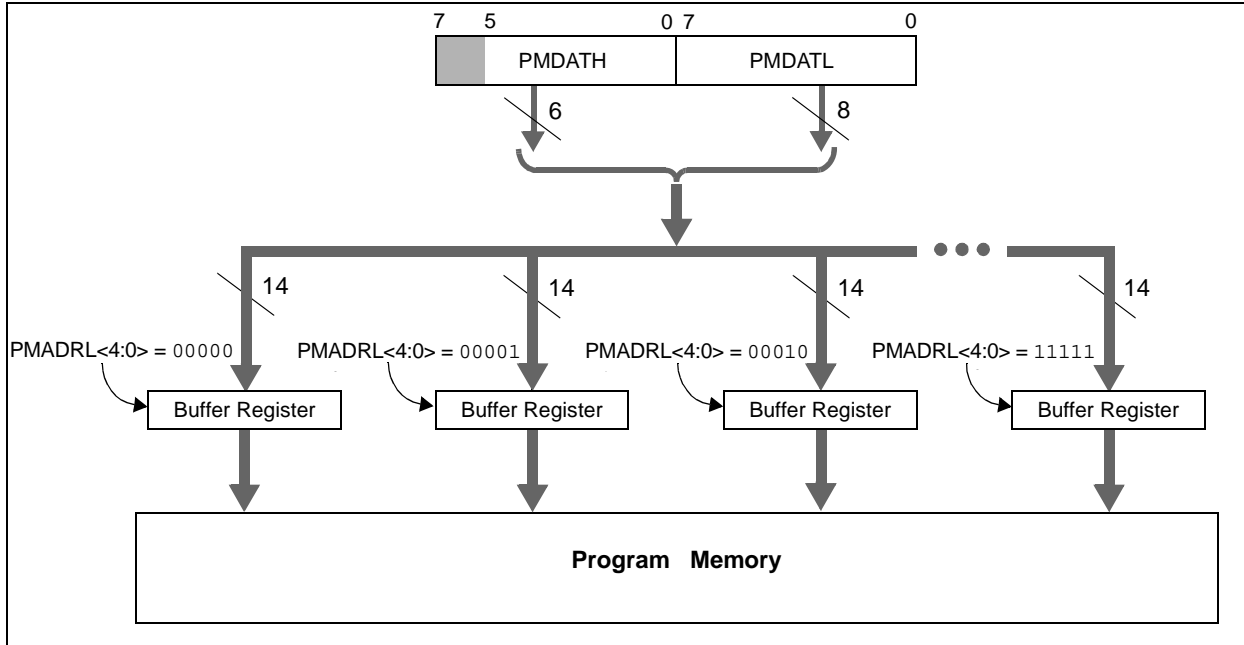 7 5 0 7 0
PMDATH PMDATL
6 8
14 14 14 14
PMADRL<4:0> = 00000 PMADRL<4:0> = 00001 PMADRL<4:0> = 00010 PMADRL<4:0> = 11111
Buffer Register Buffer Register Buffer Register Buffer Register
Program Memory